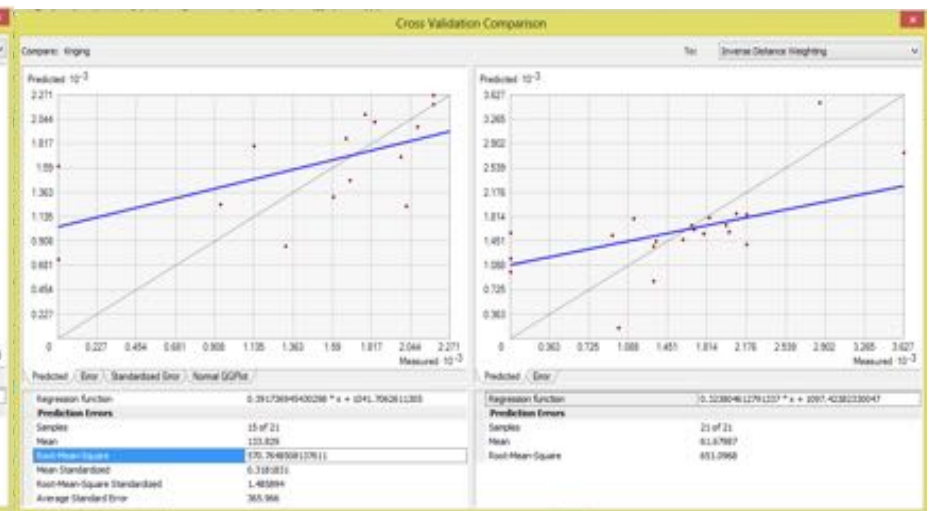 Cross Validation Comparison
Compare: Kriging
To: Inverse Distance Weighting
Predicted 10-3
2.271
2.044
1.817
1.59
1.363
1.135
0.908
0.681
0.454
0.227
0 0.227 0.454 0.681 0.908 1.135 1.363 1.59 1.817 2.044 2.271
Measured 10-3
Predicted Error Standardized Error Normal QQPlot
Regression function 0.391736945400298 * x + 1041.7062611305
Prediction Errors
Samples 15 of 21
Mean 133.829
Root-Mean-Square 570.7648508137611
Mean Standardized 0.3181831
Root-Mean-Square Standardized 1.485894
Average Standard Error 365.966
Predicted 10-3
3.627
3.265
2.902
2.539
2.176
1.814
1.451
1.088
0.725
0.363
0 0.363 0.725 1.088 1.451 1.814 2.176 2.539 2.902 3.265 3.627
Measured 10-3
Predicted Error
Regression function 0.323804612791337 * x + 1097.42382330047
Prediction Errors
Samples 21 of 21
Mean 61.67987
Root-Mean-Square 651.0968